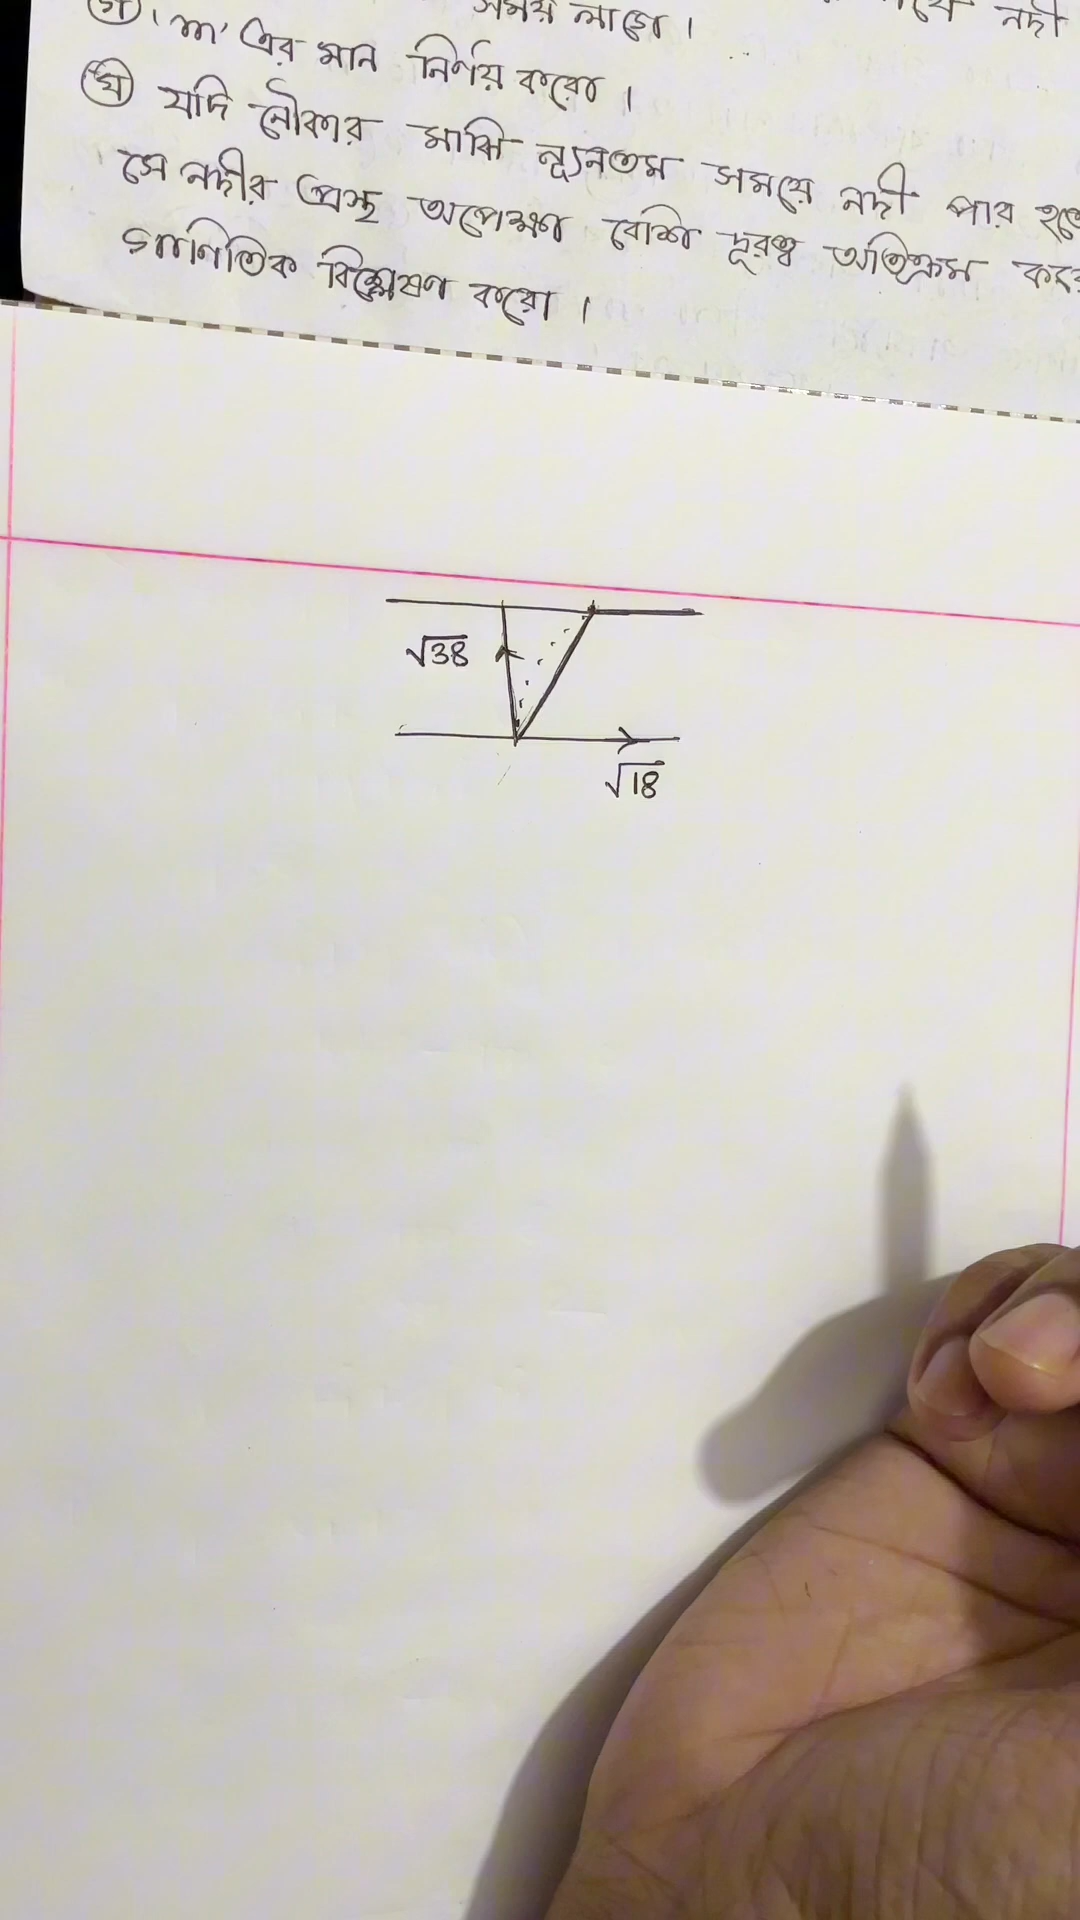 সময় লাগে।
নদী
(গ) 'm' এর মান নির্ণয় করো।
(ঘ) যদি নৌকার মাঝি ন্যূনতম সময়ে নদী পার হতে
সে নদীর প্রস্থ অপেক্ষা বেশি দূরত্ব অতিক্রম
গাণিতিক বিশ্লেষণ করো।
√38
√18